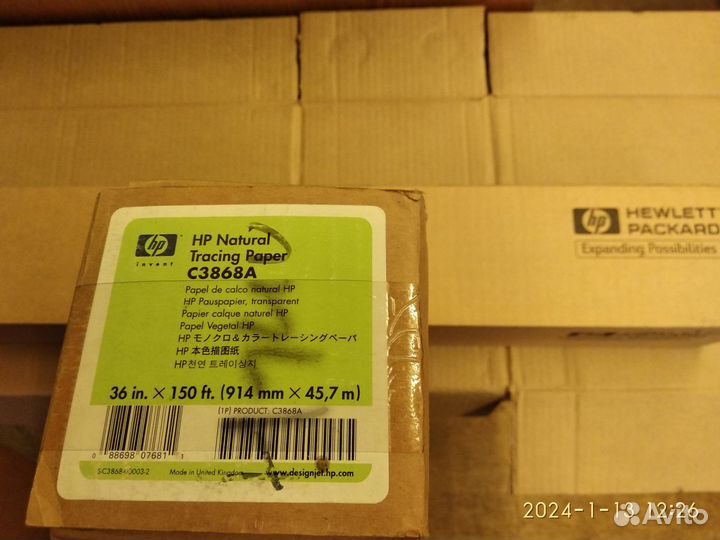 hp
invent
HP Natural
Tracing Paper
C3868A
Papel de calco natural HP
HP Pauspapier, transparent
Papier calque naturel HP
Papel Vegetal HP
HP モノクロ&カラートレーシングペーパ
HP 本色描图纸
HP천연 트레이싱지
36 in. × 150 ft. (914 mm × 45,7 m)
(1P) PRODUCT: C3868A
0 88698 07681 1
SC3868#0003-2
Made in United Kingdom
www.designjet.hp.com
hp
HEWLETT
PACKARD
Expanding Possibilities
2024-1-13 12:26
Avito